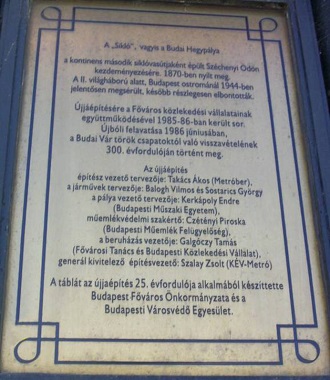 A „Sikló”, vagyis a Budai Hegypálya
a kontinens második siklóvasútjaként épült Széchenyi Ödön
kezdeményezésére. 1870-ben nyílt meg.
A II. világháború alatt, Budapest ostrománál 1944-ben
jelentősen megsérült, később részlegesen elbontották.
Újjáépítésére a Főváros közlekedési vállalatainak
együttműködésével 1985-86-ban került sor.
Újbóli felavatása 1986 júniusában,
a Budai Vár török csapatoktól való visszavételének
300. évfordulóján történt meg.
Az újjáépítés
építész vezető tervezője: Takács Ákos (Metróber),
a járművek tervezője: Balogh Vilmos és Sostarics György
a pálya vezető tervezője: Kerkápoly Endre
(Budapesti Műszaki Egyetem),
műemlékvédelmi szakértő: Czétényi Piroska
(Budapesti Műemlék Felügyelőség),
a beruházás vezetője: Galgóczy Tamás
(Fővárosi Tanács és Budapesti Közlekedési Vállalat),
generál kivitelező építésvezető: Szalay Zsolt (KÉV-Metró)
A táblát az újjáépítés 25. évfordulója alkalmából készíttette
Budapest Főváros Önkormányzata és a
Budapesti Városvédő Egyesület.